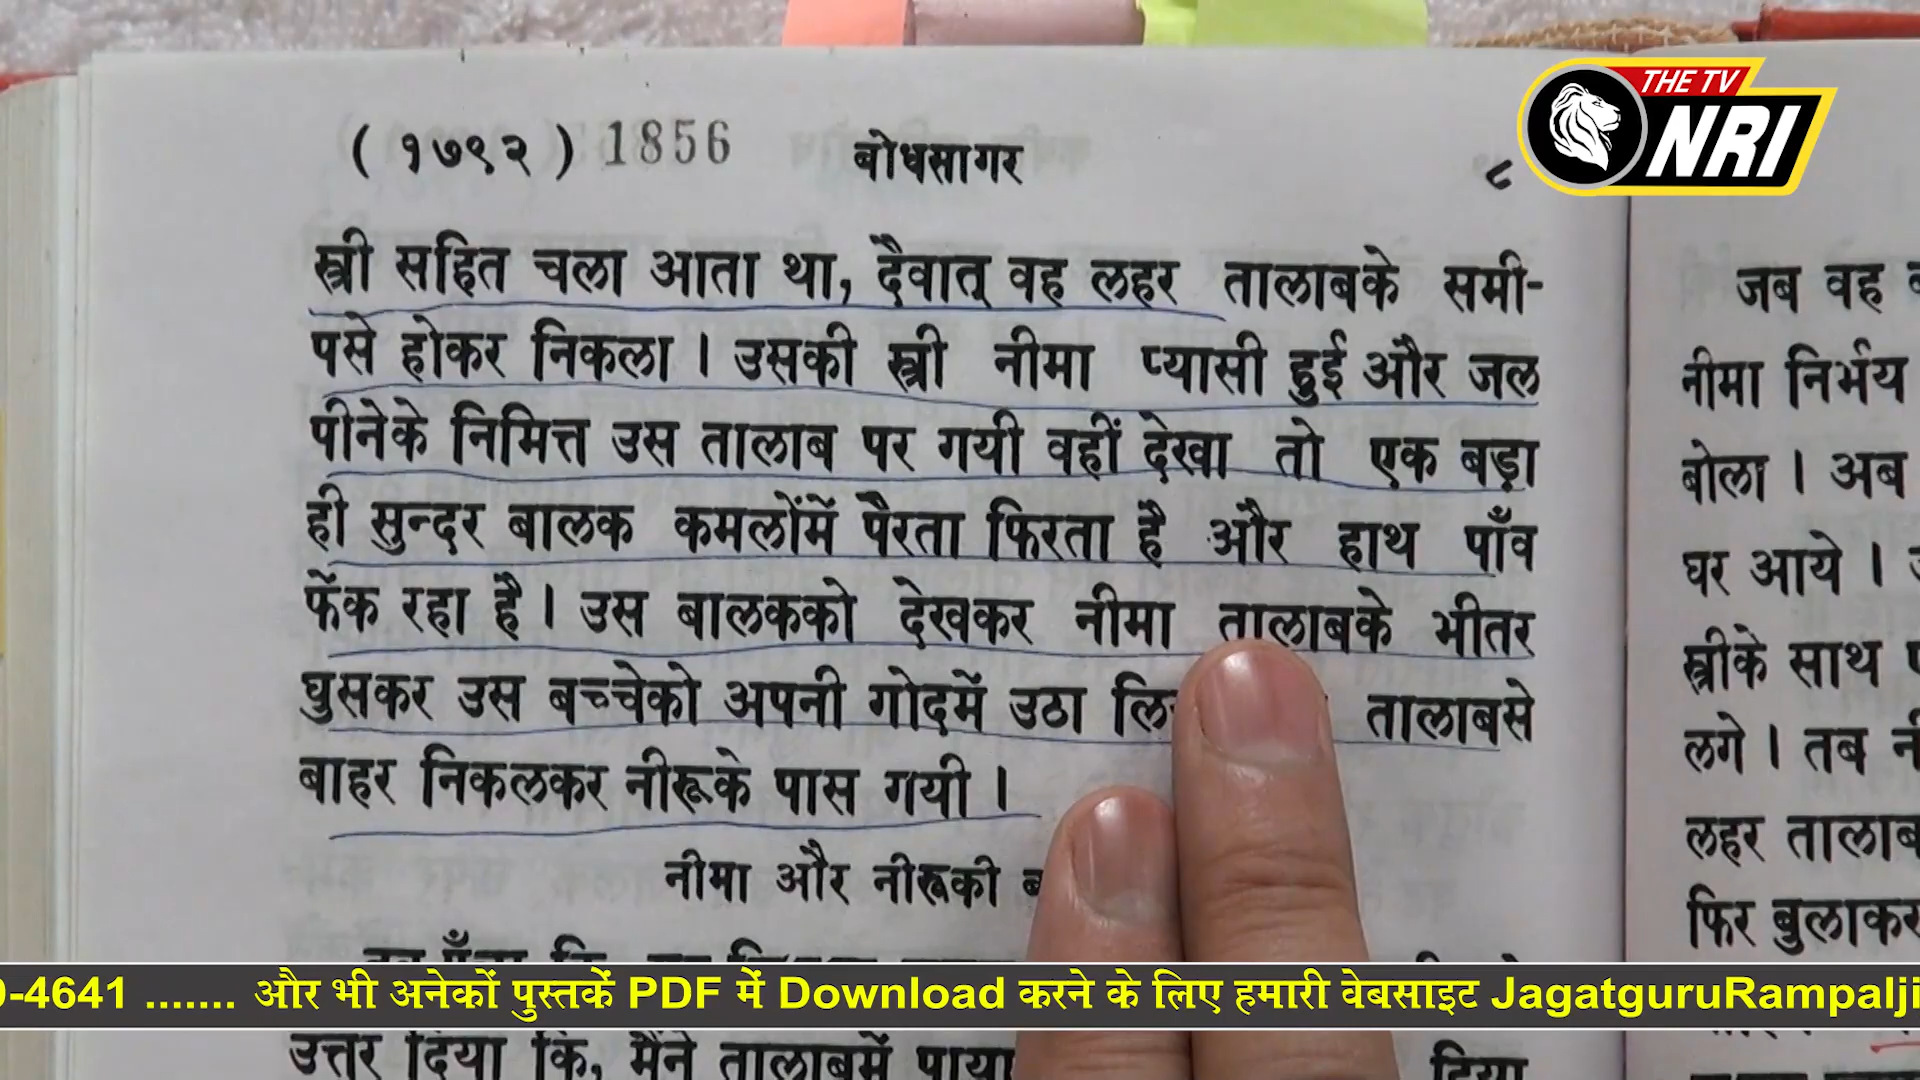 THE TV
NRI
( १७९२ ) 1856 बोधसागर ८
स्त्री सहित चला आता था, दैवात् वह लहर तालाबके समी-
पसे होकर निकला । उसकी स्त्री नीमा प्यासी हुई और जल
पीनेके निमित्त उस तालाब पर गयी वहीं देखा तो एक बड़ा
ही सुन्दर बालक कमलोंमें पैरता फिरता है और हाथ पाँव
फेंक रहा है । उस बालकको देखकर नीमा तालाबके भीतर
घुसकर उस बच्चेको अपनी गोदमें उठा तालाबसे
बाहर निकलकर नीरूके पास गयी ।
नीमा और नीरूकी
उत्तर दिया कि, मैंने तालाबमें पाया दिया
जब वह
नीमा निर्भय
बोला । अब
घर आये ।
स्त्रीके साथ
लगे । तब
लहर तालाब
फिर बुलाकर
-4641 ....... और भी अनेकों पुस्तकें PDF में Download करने के लिए हमारी वेबसाइट JagatguruRampalji